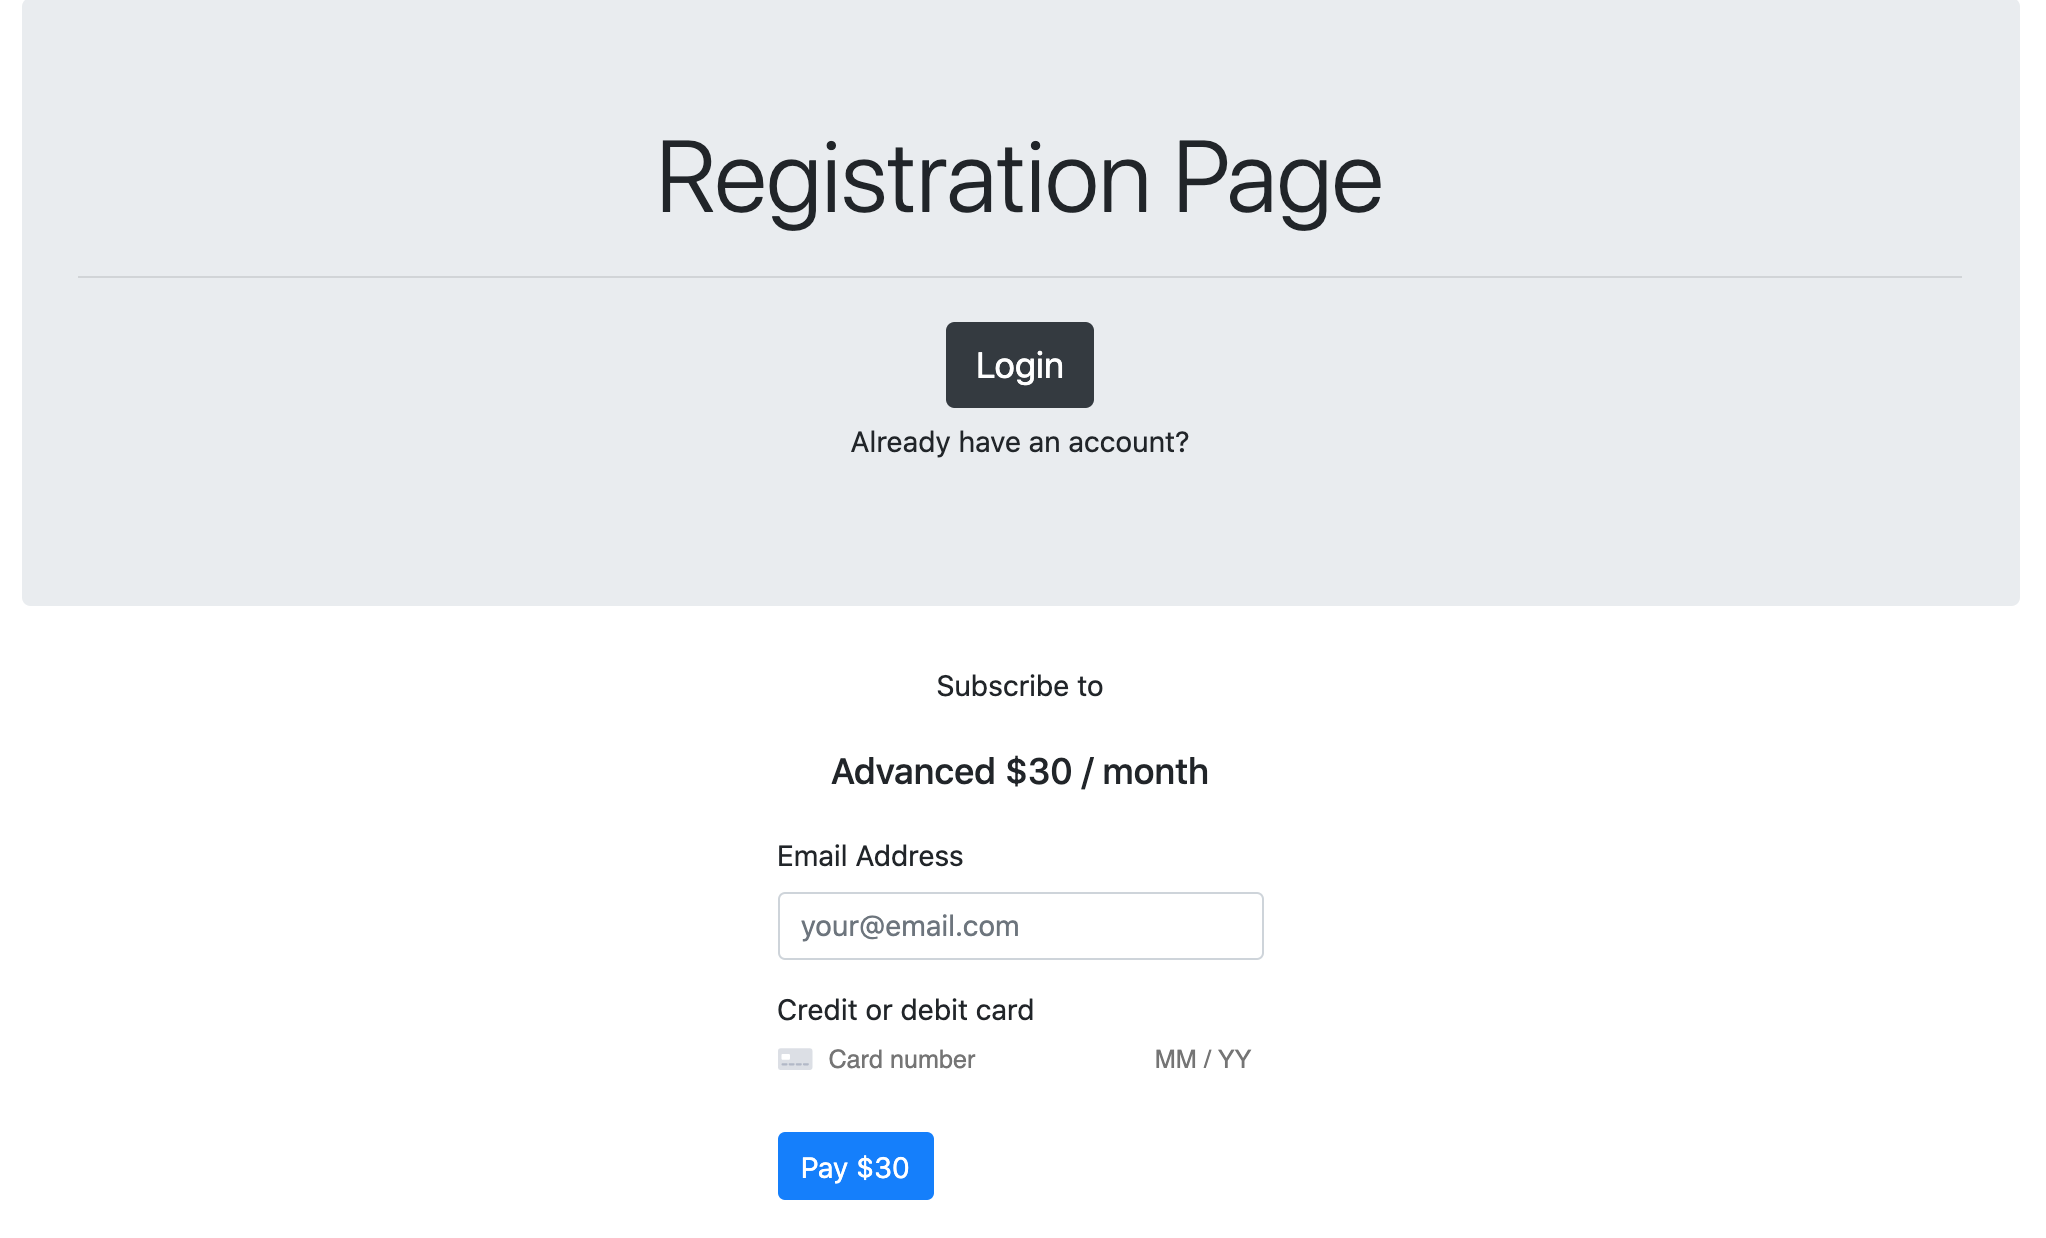 Registration Page
Login
Already have an account?
Subscribe to
Advanced $30 / month
Email Address
your@email.com
Credit or debit card
Card number MM / YY
Pay $30